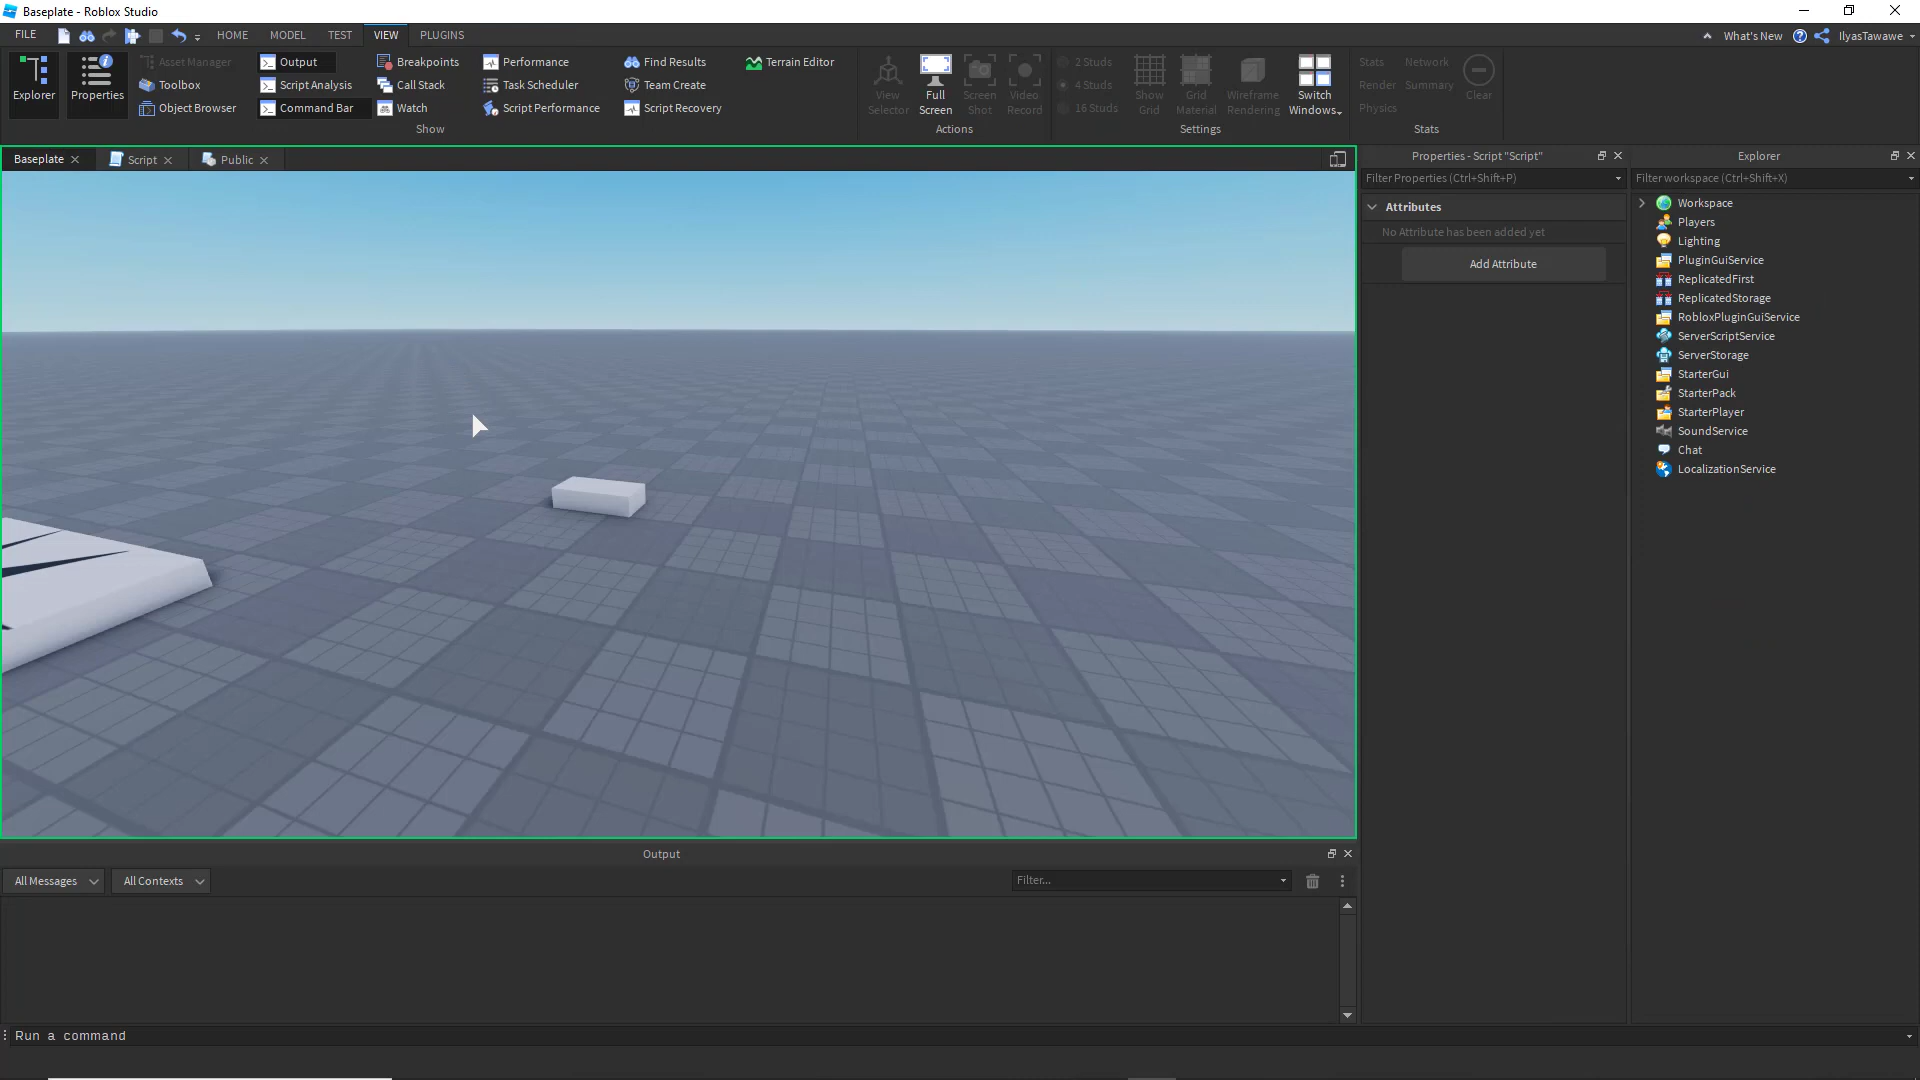 Baseplate - Roblox Studio
FILE
HOME
MODEL
TEST
VIEW
PLUGINS
What's New
IlyasTawawe
Explorer
Properties
Asset Manager
Toolbox
Object Browser
Output
Script Analysis
Command Bar
Breakpoints
Call Stack
Watch
Performance
Task Scheduler
Script Performance
Find Results
Team Create
Script Recovery
Terrain Editor
Show
View
Selector
Full
Screen
Screen
Shot
Video
Record
Actions
2 Studs
4 Studs
16 Studs
Show
Grid
Grid
Material
Wireframe
Rendering
Switch
Windows
Settings
Stats
Network
Render
Summary
Physics
Clear
Stats
Baseplate
Script
Public
Properties - Script "Script"
Filter Properties (Ctrl+Shift+P)
Attributes
No Attribute has been added yet
Add Attribute
Explorer
Filter workspace (Ctrl+Shift+X)
Workspace
Players
Lighting
PluginGuiService
ReplicatedFirst
ReplicatedStorage
RobloxPluginGuiService
ServerScriptService
ServerStorage
StarterGui
StarterPack
StarterPlayer
SoundService
Chat
LocalizationService
Output
All Messages
All Contexts
Filter...
Run a command